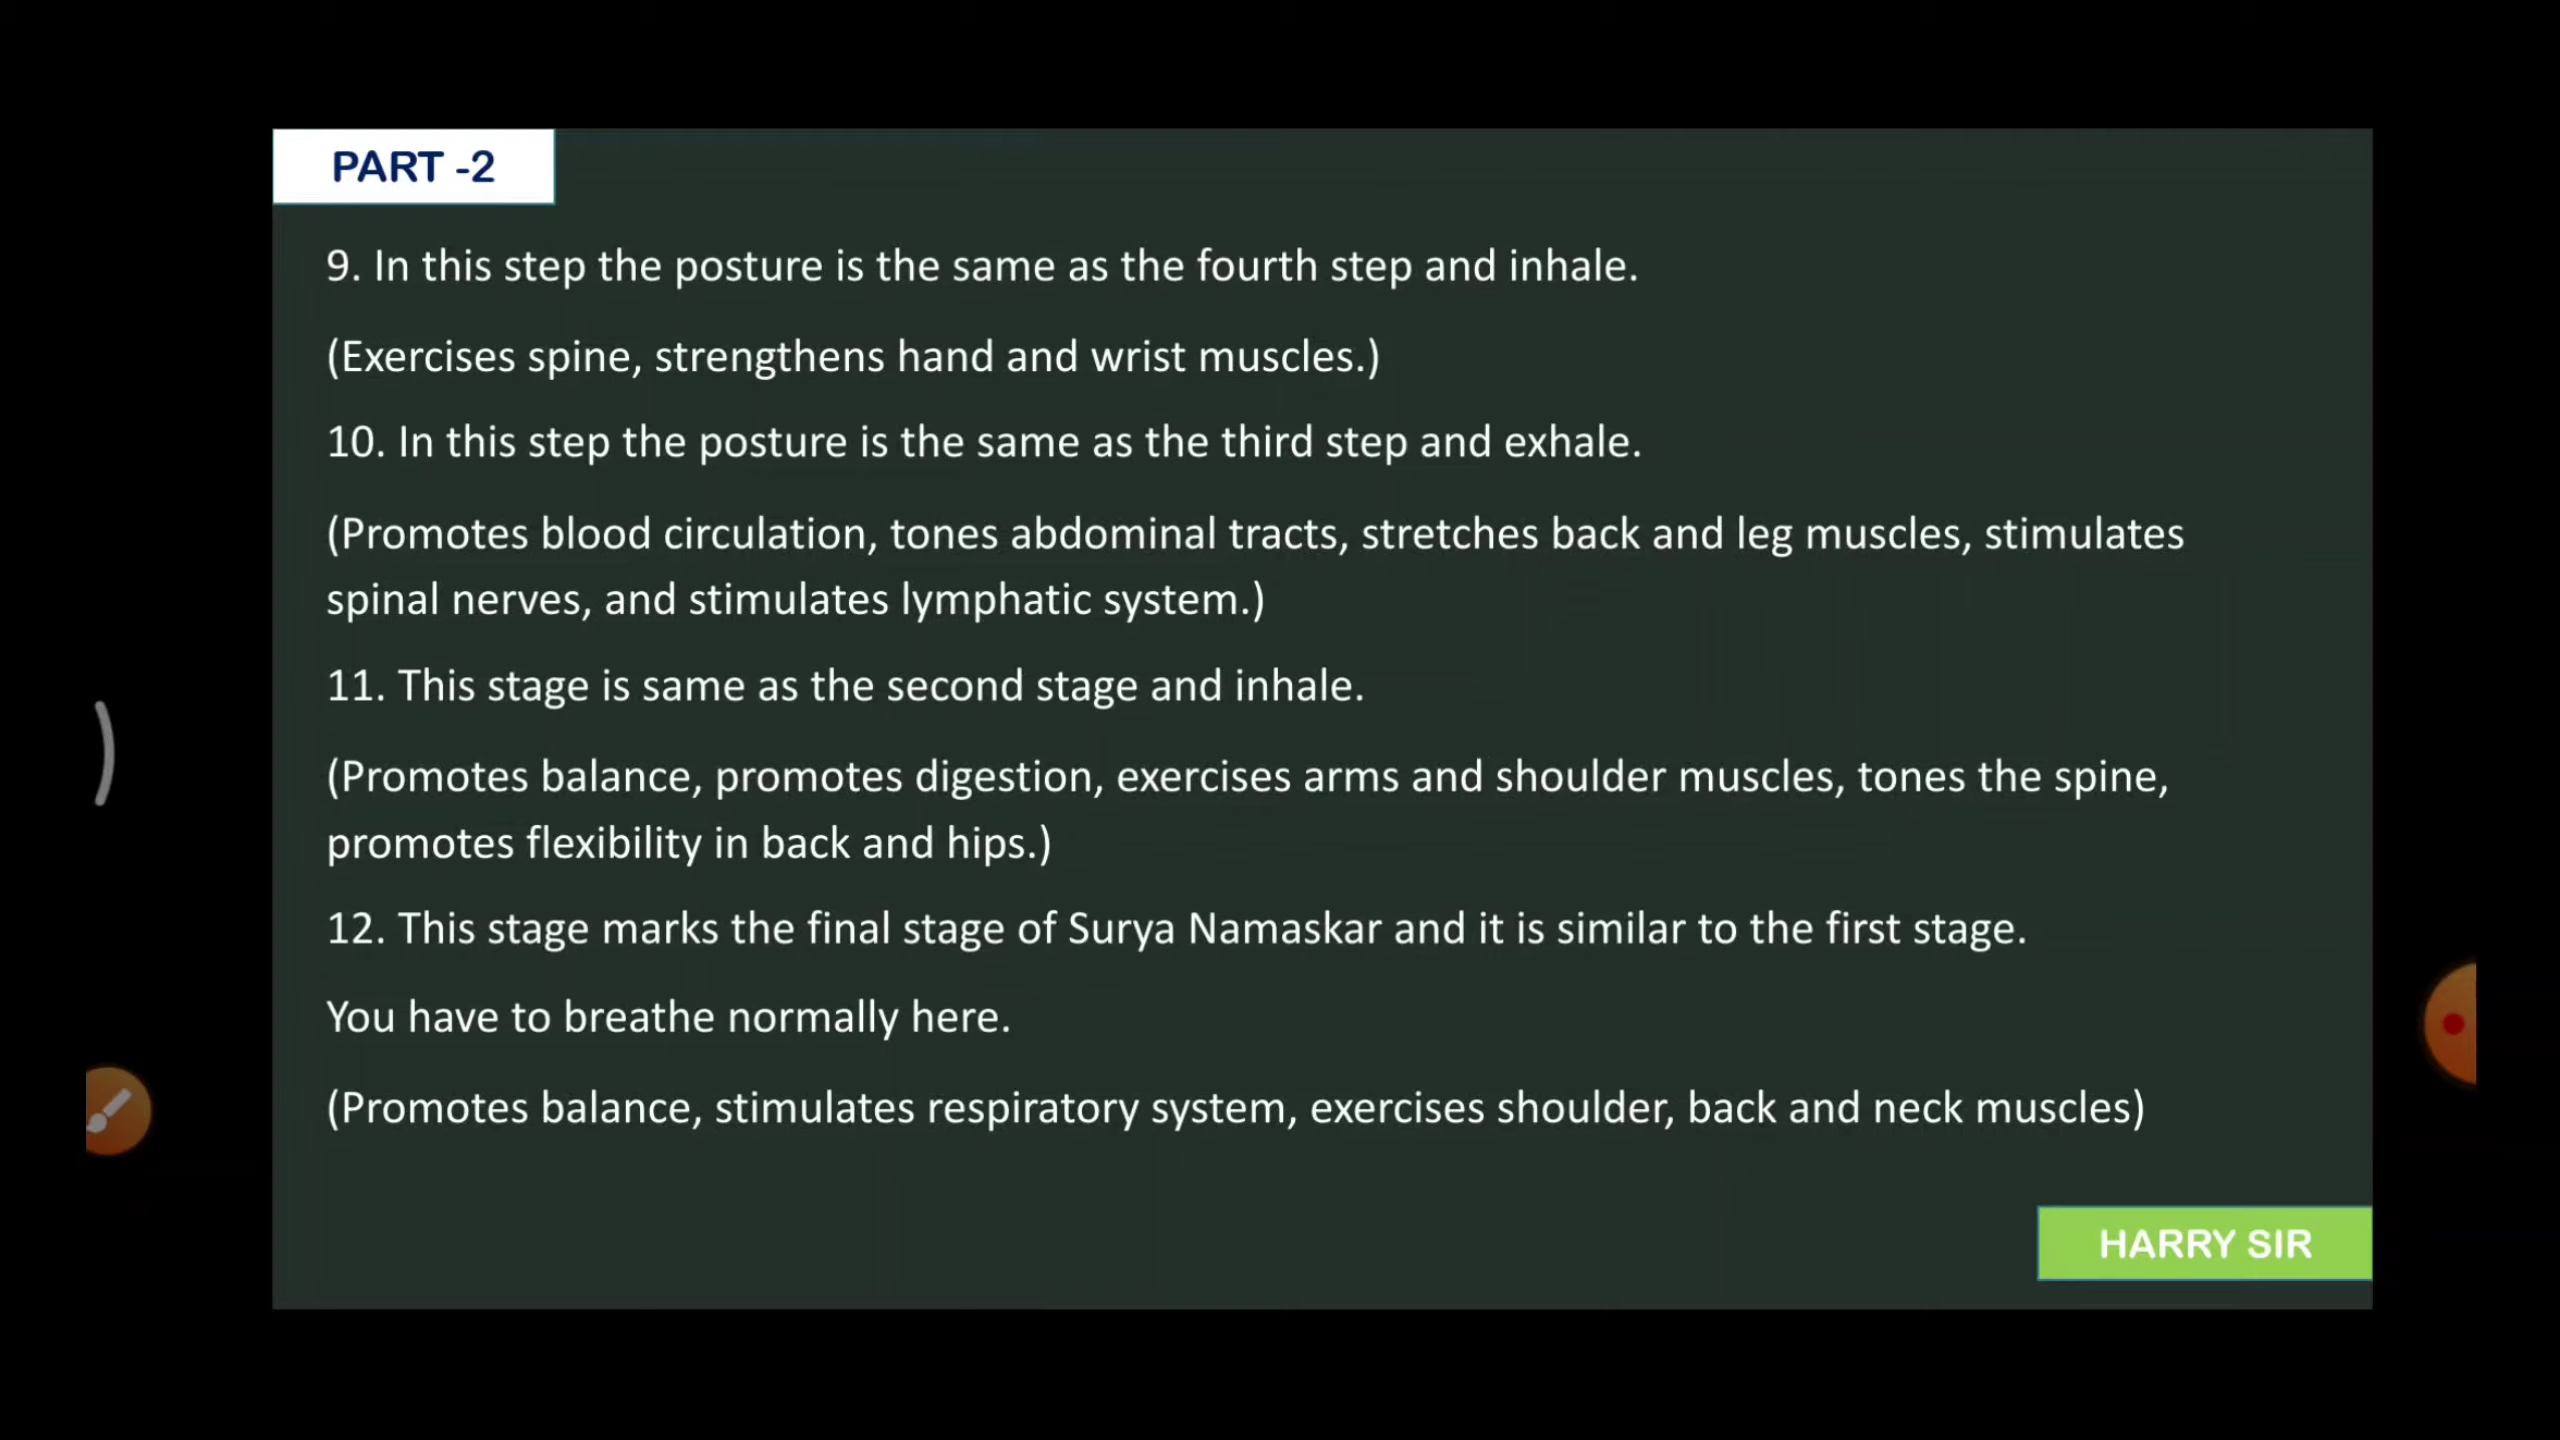 PART -2
9. In this step the posture is the same as the fourth step and inhale.
(Exercises spine, strengthens hand and wrist muscles.)
10. In this step the posture is the same as the third step and exhale.
(Promotes blood circulation, tones abdominal tracts, stretches back and leg muscles, stimulates
spinal nerves, and stimulates lymphatic system.)
11. This stage is same as the second stage and inhale.
(Promotes balance, promotes digestion, exercises arms and shoulder muscles, tones the spine,
promotes flexibility in back and hips.)
12. This stage marks the final stage of Surya Namaskar and it is similar to the first stage.
You have to breathe normally here.
(Promotes balance, stimulates respiratory system, exercises shoulder, back and neck muscles)
HARRY SIR